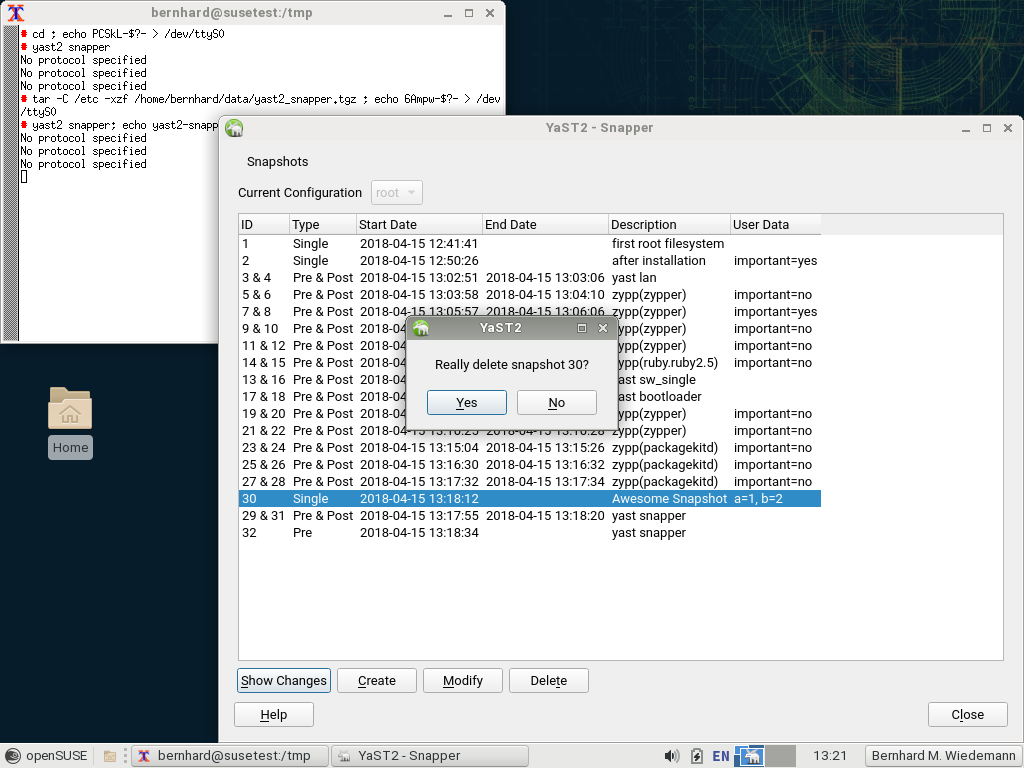 bernhard@susetest:/tmp
# cd ; echo PCSkL-$?- > /dev/ttyS0
# yast2 snapper
No protocol specified
No protocol specified
No protocol specified
# tar -C /etc -xzf /home/bernhard/data/yast2_snapper.tgz ; echo 6Ampw-$?- > /dev
/ttyS0
# yast2 snapper; echo yast2-snapp
No protocol specified
No protocol specified
No protocol specified
Home
YaST2 - Snapper
Snapshots
Current Configuration root
ID Type Start Date End Date Description User Data
1 Single 2018-04-15 12:41:41 first root filesystem
2 Single 2018-04-15 12:50:26 after installation important=yes
3 & 4 Pre & Post 2018-04-15 13:02:51 2018-04-15 13:03:06 yast lan
5 & 6 Pre & Post 2018-04-15 13:03:58 2018-04-15 13:04:10 zypp(zypper) important=no
7 & 8 Pre & Post 2018-04-15 13:05:57 2018-04-15 13:06:06 zypp(zypper) important=yes
9 & 10 Pre & Post 2018-04 zypp(zypper) important=no
11 & 12 Pre & Post 2018-04 zypp(zypper) important=no
14 & 15 Pre & Post 2018-04 zypp(ruby.ruby2.5) important=no
13 & 16 Pre & Post 2018-04 yast sw_single
17 & 18 Pre & Post 2018-04 yast bootloader
19 & 20 Pre & Post 2018-04 zypp(zypper) important=no
21 & 22 Pre & Post 2018-04-15 13:10:25 2018-04-15 13:10:28 zypp(zypper) important=no
23 & 24 Pre & Post 2018-04-15 13:15:04 2018-04-15 13:15:26 zypp(packagekitd) important=no
25 & 26 Pre & Post 2018-04-15 13:16:30 2018-04-15 13:16:32 zypp(packagekitd) important=no
27 & 28 Pre & Post 2018-04-15 13:17:32 2018-04-15 13:17:34 zypp(packagekitd) important=no
30 Single 2018-04-15 13:18:12 Awesome Snapshot a=1, b=2
29 & 31 Pre & Post 2018-04-15 13:17:55 2018-04-15 13:18:20 yast snapper
32 Pre 2018-04-15 13:18:34 yast snapper
YaST2
Really delete snapshot 30?
Yes No
Show Changes Create Modify Delete
Help Close
openSUSE bernhard@susetest:/tmp YaST2 - Snapper EN 13:21 Bernhard M. Wiedemann